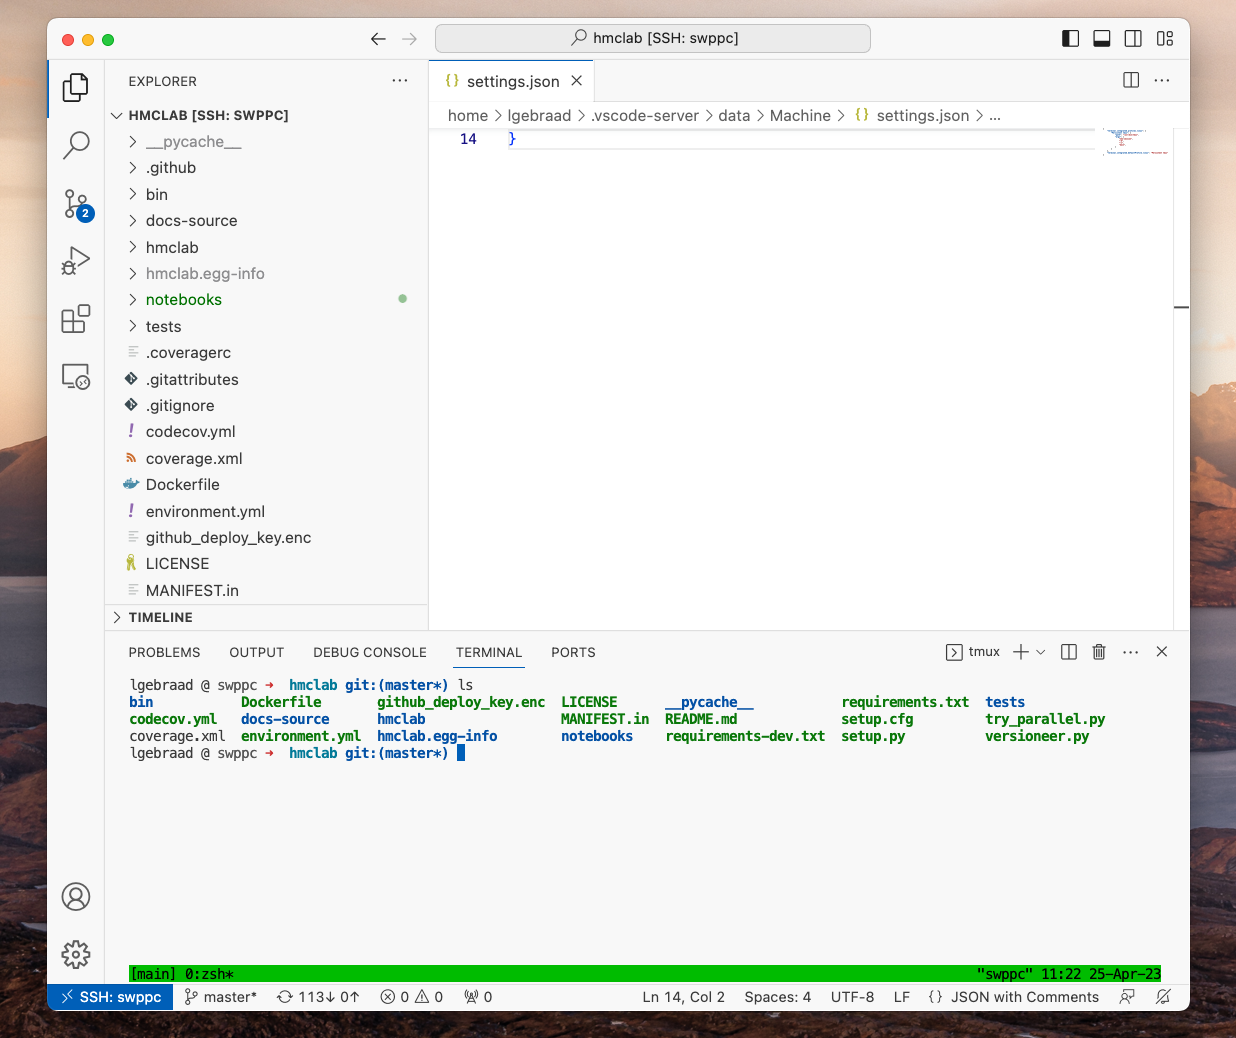 hmclab [SSH: swppc]
EXPLORER
HMCLAB [SSH: SWPPC]
__pycache__
.github
bin
docs-source
hmclab
hmclab.egg-info
notebooks
tests
.coveragerc
.gitattributes
.gitignore
codecov.yml
coverage.xml
Dockerfile
environment.yml
github_deploy_key.enc
LICENSE
MANIFEST.in
TIMELINE
2
{} settings.json
home > lgebraad > .vscode-server > data > Machine > {} settings.json > ...
14 }
PROBLEMS OUTPUT DEBUG CONSOLE TERMINAL PORTS tmux
lgebraad @ swppc → hmclab git:(master*) ls
bin Dockerfile github_deploy_key.enc LICENSE __pycache__ requirements.txt tests
codecov.yml docs-source hmclab MANIFEST.in README.md setup.cfg try_parallel.py
coverage.xml environment.yml hmclab.egg-info notebooks requirements-dev.txt setup.py versioneer.py
lgebraad @ swppc → hmclab git:(master*)
[main] 0:zsh* "swppc" 11:22 25-Apr-23
SSH: swppc master* 113↓ 0↑ 0 0 0 Ln 14, Col 2 Spaces: 4 UTF-8 LF {} JSON with Comments